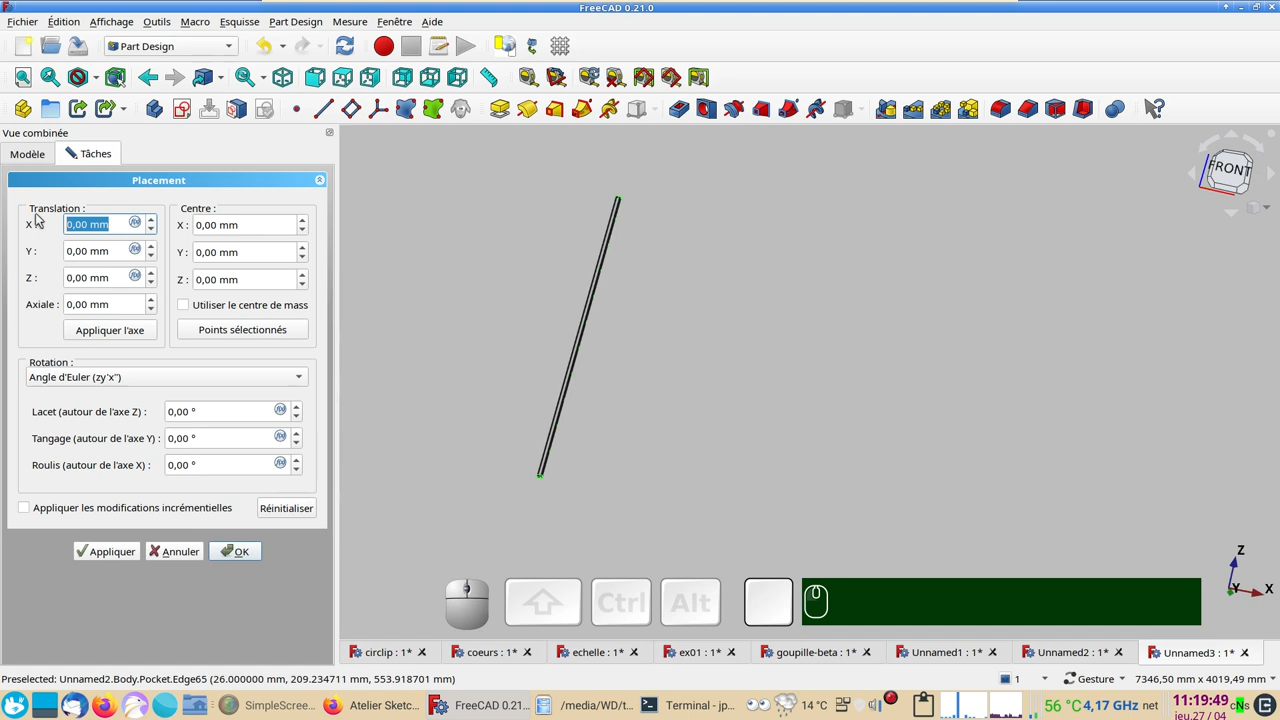 FreeCAD 0.21.0
Fichier Édition Affichage Outils Macro Esquisse Part Design Mesure Fenêtre Aide
Part Design
Vue combinée
Modèle Tâches
Placement
Translation : Centre :
X 0,00 mm X : 0,00 mm
Y : 0,00 mm Y : 0,00 mm
Z : 0,00 mm Z : 0,00 mm
Axiale : 0,00 mm Utiliser le centre de mass
Appliquer l'axe Points sélectionnés
Rotation :
Angle d'Euler (zy'x'')
Lacet (autour de l'axe Z) : 0,00 °
Tangage (autour de l'axe Y) : 0,00 °
Roulis (autour de l'axe X) : 0,00 °
Appliquer les modifications incrémentielles Réinitialiser
Appliquer Annuler OK
FRONT
Z
Y X
Ctrl Alt
circlip : 1* coeurs : 1* echelle : 1* ex01 : 1* goupille-beta : 1* Unnamed1 : 1* Unnamed2 : 1* Unnamed3 : 1*
Preselected: Unnamed2.Body.Pocket.Edge65 (26.000000 mm, 209.234711 mm, 553.918701 mm) 1 Gesture 7346,50 mm x 4019,49 mm
SimpleScree... Atelier Sketc... FreeCAD 0.21.... /media/WD/t... Terminal - jp... 14 °C 56 °C 4,17 GHz net 11:19:49
jeu.27 / 04